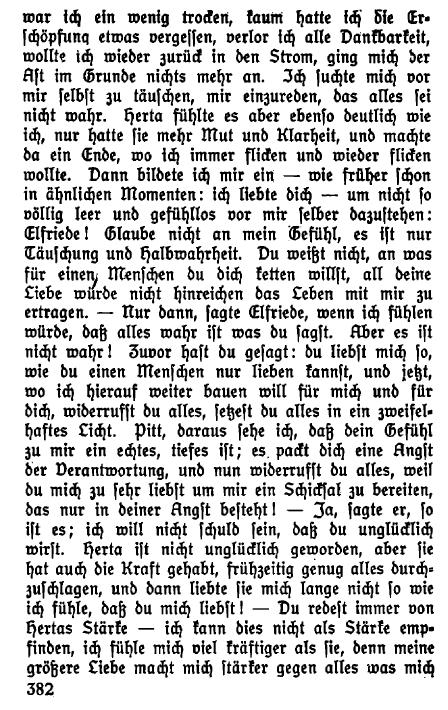 war ich ein wenig trocken, kaum hatte ich die Er-
schöpfung etwas vergessen, verlor ich alle Dankbarkeit,
wollte ich wieder zurück in den Strom, ging mich der
Ast im Grunde nichts mehr an. Ich suchte mich vor
mir selbst zu täuschen, mir einzureden, das alles sei
nicht wahr. Herta fühlte es aber ebenso deutlich wie
ich, nur hatte sie mehr Mut und Klarheit, und machte
da ein Ende, wo ich immer flicken und wieder flicken
wollte. Dann bildete ich mir ein — wie früher schon
in ähnlichen Momenten: ich liebte dich — um nicht so
völlig leer und gefühllos vor mir selber dazustehen:
Elfriede! Glaube nicht an mein Gefühl, es ist nur
Täuschung und Halbwahrheit. Du weißt nicht, an was
für einen Menschen du dich ketten willst, all deine
Liebe würde nicht hinreichen das Leben mit mir zu
ertragen. — Nur dann, sagte Elfriede, wenn ich fühlen
würde, daß alles wahr ist was du sagst. Aber es ist
nicht wahr! Zuvor hast du gesagt: du liebst mich so,
wie du einen Menschen nur lieben kannst, und jetzt,
wo ich hierauf weiter bauen will für mich und für
dich, widerrufst du alles, setzest du alles in ein zweifel-
haftes Licht. Pitt, daraus sehe ich, daß dein Gefühl
zu mir ein echtes, tiefes ist; es packt dich eine Angst
der Verantwortung, und nun widerrufst du alles, weil
du mich zu sehr liebst um mir ein Schicksal zu bereiten,
das nur in deiner Angst besteht! — Ja, sagte er, so
ist es; ich will nicht schuld sein, daß du unglücklich
wirst. Herta ist nicht unglücklich geworden, aber sie
hat auch die Kraft gehabt, frühzeitig genug alles durch-
zuschlagen, und dann liebte sie mich lange nicht so wie
ich fühle, daß du mich liebst! — Du redest immer von
Hertas Stärke — ich kann dies nicht als Stärke emp-
finden, ich fühle mich viel kräftiger als sie, denn meine
größere Liebe macht mich stärker gegen alles was mich
382